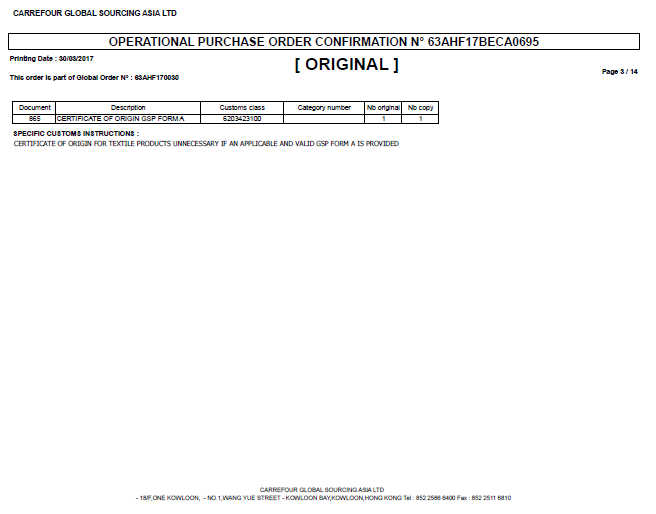 CARREFOUR GLOBAL SOURCING ASIA LTD
OPERATIONAL PURCHASE ORDER CONFIRMATION N° 63AHF17BECA0695
Printing Date : 30/03/2017
[ ORIGINAL ]
Page 3 / 14
This order is part of Global Order N° : 63AHF170030
Document Description Customs class Category number Nb original Nb copy
865 CERTIFICATE OF ORIGIN GSP FORM A 6203423100 1 1
SPECIFIC CUSTOMS INSTRUCTIONS :
CERTIFICATE OF ORIGIN FOR TEXTILE PRODUCTS UNNECESSARY IF AN APPLICABLE AND VALID GSP FORM A IS PROVIDED
CARREFOUR GLOBAL SOURCING ASIA LTD
- 18/F,ONE KOWLOON, - NO.1,WANG YUE STREET - KOWLOON BAY,KOWLOON,HONG KONG Tel : 852 2586 6400 Fax : 852 2511 8810